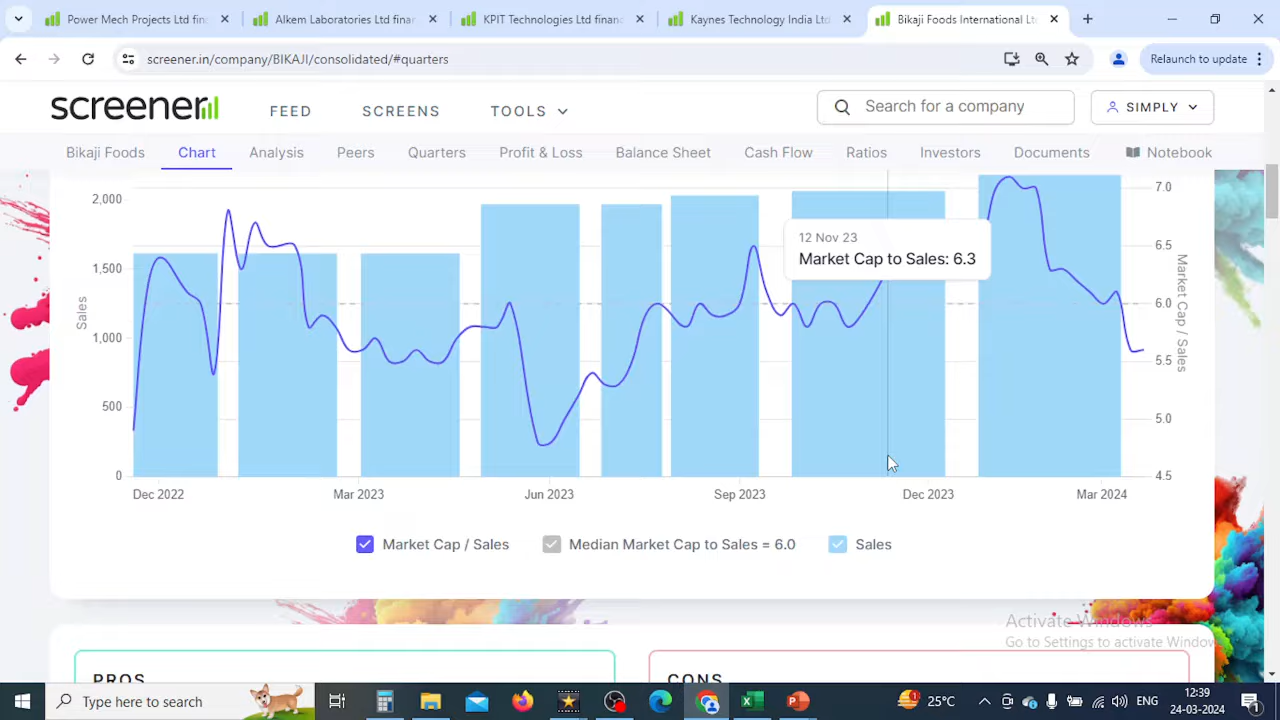 Power Mech Projects Ltd fin
Alkem Laboratories Ltd finar
KPIT Technologies Ltd financ
Kaynes Technology India Ltd
Bikaji Foods International Lt
screener.in/company/BIKAJI/consolidated/#quarters
Relaunch to update
screener
FEED
SCREENS
TOOLS
Search for a company
SIMPLY
Bikaji Foods
Chart
Analysis
Peers
Quarters
Profit & Loss
Balance Sheet
Cash Flow
Ratios
Investors
Documents
Notebook
2,000
1,500
1,000
500
0
Sales
7.0
6.5
6.0
5.5
5.0
4.5
Market Cap / Sales
12 Nov 23
Market Cap to Sales: 6.3
Dec 2022
Mar 2023
Jun 2023
Sep 2023
Dec 2023
Mar 2024
Market Cap / Sales
Median Market Cap to Sales = 6.0
Sales
Activate Windows
Go to Settings to activate Window
PROS
CONS
Type here to search
1
25°C
ENG
12:39
24-03-2024
1